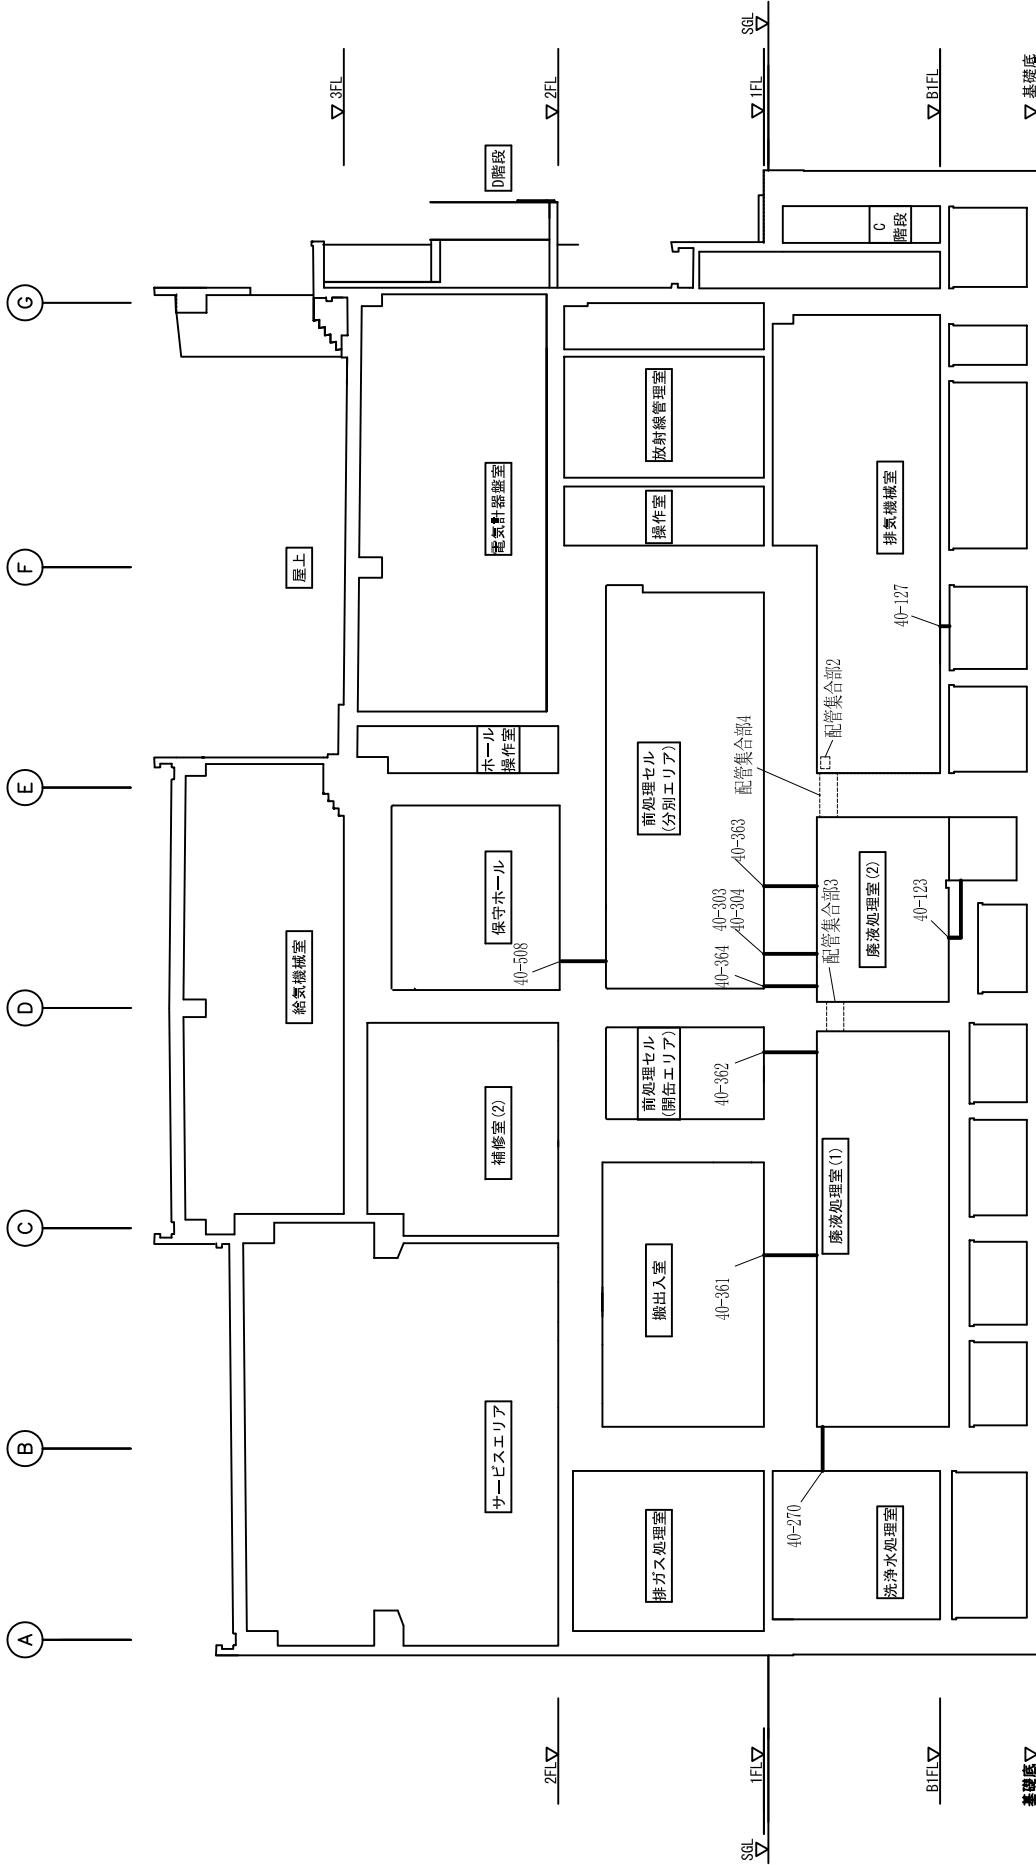 A
B
C
D
E
F
G
屋上
給気機械室
▽3FL
D階段
電気計器盤室
ホール
操作室
保守ホール
補修室(2)
サービスエリア
2FL▽
▽2FL
40-508
放射線管理室
操作室
前処理セル
(分別エリア)
前処理セル
(開缶エリア)
搬出入室
排ガス処理室
40-361
40-362
40-364
40-303
40-304
40-363
配管集合部4
SGL▽
1FL▽
SGL▽
▽1FL
C
階段
排気機械室
配管集合部2
40-127
廃液処理室(2)
配管集合部3
40-123
廃液処理室(1)
40-270
洗浄水処理室
B1FL▽
▽B1FL
基礎底▽
▽基礎底